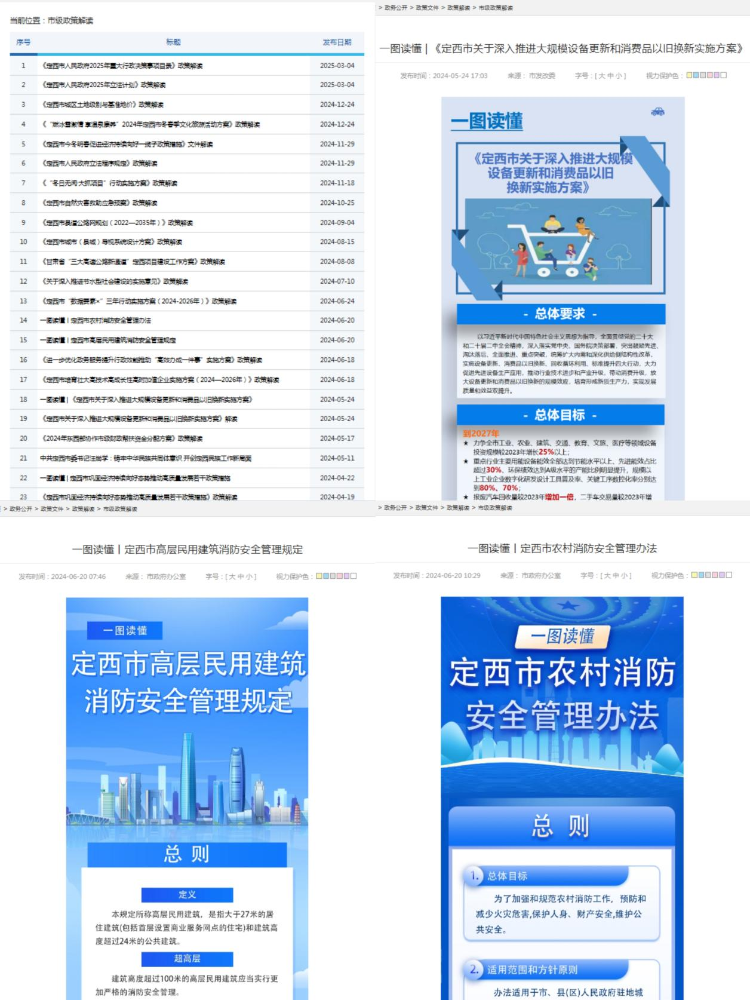 当前位置：市级政策解读
序号 标题 发布日期
1 《定西市人民政府2025年重大行政决策事项目录》政策解读 2025-03-04
2 《定西市人民政府2025年立法计划》政策解读 2025-03-04
3 《定西市城区土地级别与基准地价》政策解读 2024-12-24
4 《“燃冰雪激情 享温泉康养”2024年定西市冬春季文化旅游活动方案》政策解读 2024-12-24
5 《定西市今冬明春促进经济持续向好一揽子政策措施》文件解读 2024-11-29
6 《定西市人民政府立法程序规定》政策解读 2024-11-29
7 《“冬日无闲·大抓项目”行动实施方案》政策解读 2024-11-18
8 《定西市自然灾害救助应急预案》政策解读 2024-10-25
9 《定西市县道公路网规划（2022—2035年）》政策解读 2024-09-04
10 《定西市城市（县城）导视系统设计方案》政策解读 2024-08-15
11 《甘肃省“三大高速公路新通道”定西项目建设工作方案》政策解读 2024-08-08
12 《关于深入推进节水型社会建设的实施意见》政策解读 2024-07-10
13 《定西市“数据要素×”三年行动实施方案（2024-2026年）》政策解读 2024-06-24
14 一图读懂丨定西市农村消防安全管理办法 2024-06-20
15 一图读懂丨定西市高层民用建筑消防安全管理规定 2024-06-20
16 《进一步优化政务服务提升行政效能推动“高效办成一件事”实施方案》政策解读 2024-06-18
17 《定西市培育壮大高技术高成长性高附加值企业实施方案（2024—2026年）》政策解读 2024-06-18
18 一图读懂 | 《定西市关于深入推进大规模设备更新和消费品以旧换新实施方案》 2024-05-24
19 《定西市关于深入推进大规模设备更新和消费品以旧换新实施方案》解读 2024-05-24
20 《2024年东西部协作市级财政帮扶资金分配方案》政策解读 2024-05-17
21 中共定西市委书记汪尚学：铸牢中华民族共同体意识 开创定西民族工作新局面 2024-05-11
22 一图读懂 | 定西市巩固经济持续向好态势推动高质量发展若干政策措施 2024-04-22
23 《定西市巩固经济持续向好态势推动高质量发展若干政策措施》政策解读 2024-04-19
> 政务公开 > 政策文件 > 政策解读 > 市级政策解读
一图读懂 | 《定西市关于深入推进大规模设备更新和消费品以旧换新实施方案》
发布时间：2024-05-24 17:03 来源： 市发改委 字号：[ 大 中 小 ] 视力保护色：
一图读懂
《定西市关于深入推进大规模
设备更新和消费品以旧
换新实施方案》
- 总体要求 -
以习近平新时代中国特色社会主义思想为指导，全面贯彻党的二十大
和二十届二中全会精神，深入落实党中央、国务院决策部署，突出鼓励先进、
淘汰落后、全面推进、重点突破，统筹扩大内需和深化供给侧结构性改革，
实施设备更新、消费品以旧换新、回收循环利用、标准提升四大行动，大力
促进先进设备生产应用，推动行业技术进步和产业升级，带动消费升级，放
大设备更新和消费品以旧换新的规模效应，培育形成新质生产力，实现发展
质量和效益双提升。
- 总体目标 -
到2027年
★ 力争全市工业、农业、建筑、交通、教育、文旅、医疗等领域设备
投资规模较2023年增长25%以上；
★ 重点行业主要用能设备能效全部达到节能水平以上、先进能效占比
超过30%、环保绩效达到A级水平的产能比例明显提升，规模以
上工业企业数字化研发设计工具普及率、关键工序数控化率分别达
到80%、70%；
★ 报废汽车回收量较2023年增加一倍，二手车交易量较2023年增
> 政务公开 > 政策文件 > 政策解读 > 市级政策解读
一图读懂丨定西市高层民用建筑消防安全管理规定
发布时间：2024-06-20 07:46 来源： 市政府办公室 字号：[ 大 中 小 ] 视力保护色：
一图读懂
定西市高层民用建筑
消防安全管理规定
总 则
定义
本规定所称高层民用建筑，是指大于27米的居
住建筑(包括首层设置商业服务网点的住宅)和建筑高
度超过24米的公共建筑。
超高层
建筑高度超过100米的高层民用建筑应当实行更
加严格的消防安全管理。
> 政务公开 > 政策文件 > 政策解读 > 市级政策解读
一图读懂丨定西市农村消防安全管理办法
发布时间：2024-06-20 10:29 来源： 市政府办公室 字号：[ 大 中 小 ] 视力保护色：
一图读懂
定西市农村消防
安全管理办法
总 则
1. 总体目标
为了加强和规范农村消防工作，预防和
减少火灾危害,保护人身、财产安全,维护公
共安全。
2. 适用范围和方针原则
办法适用于市、县(区)人民政府驻地城